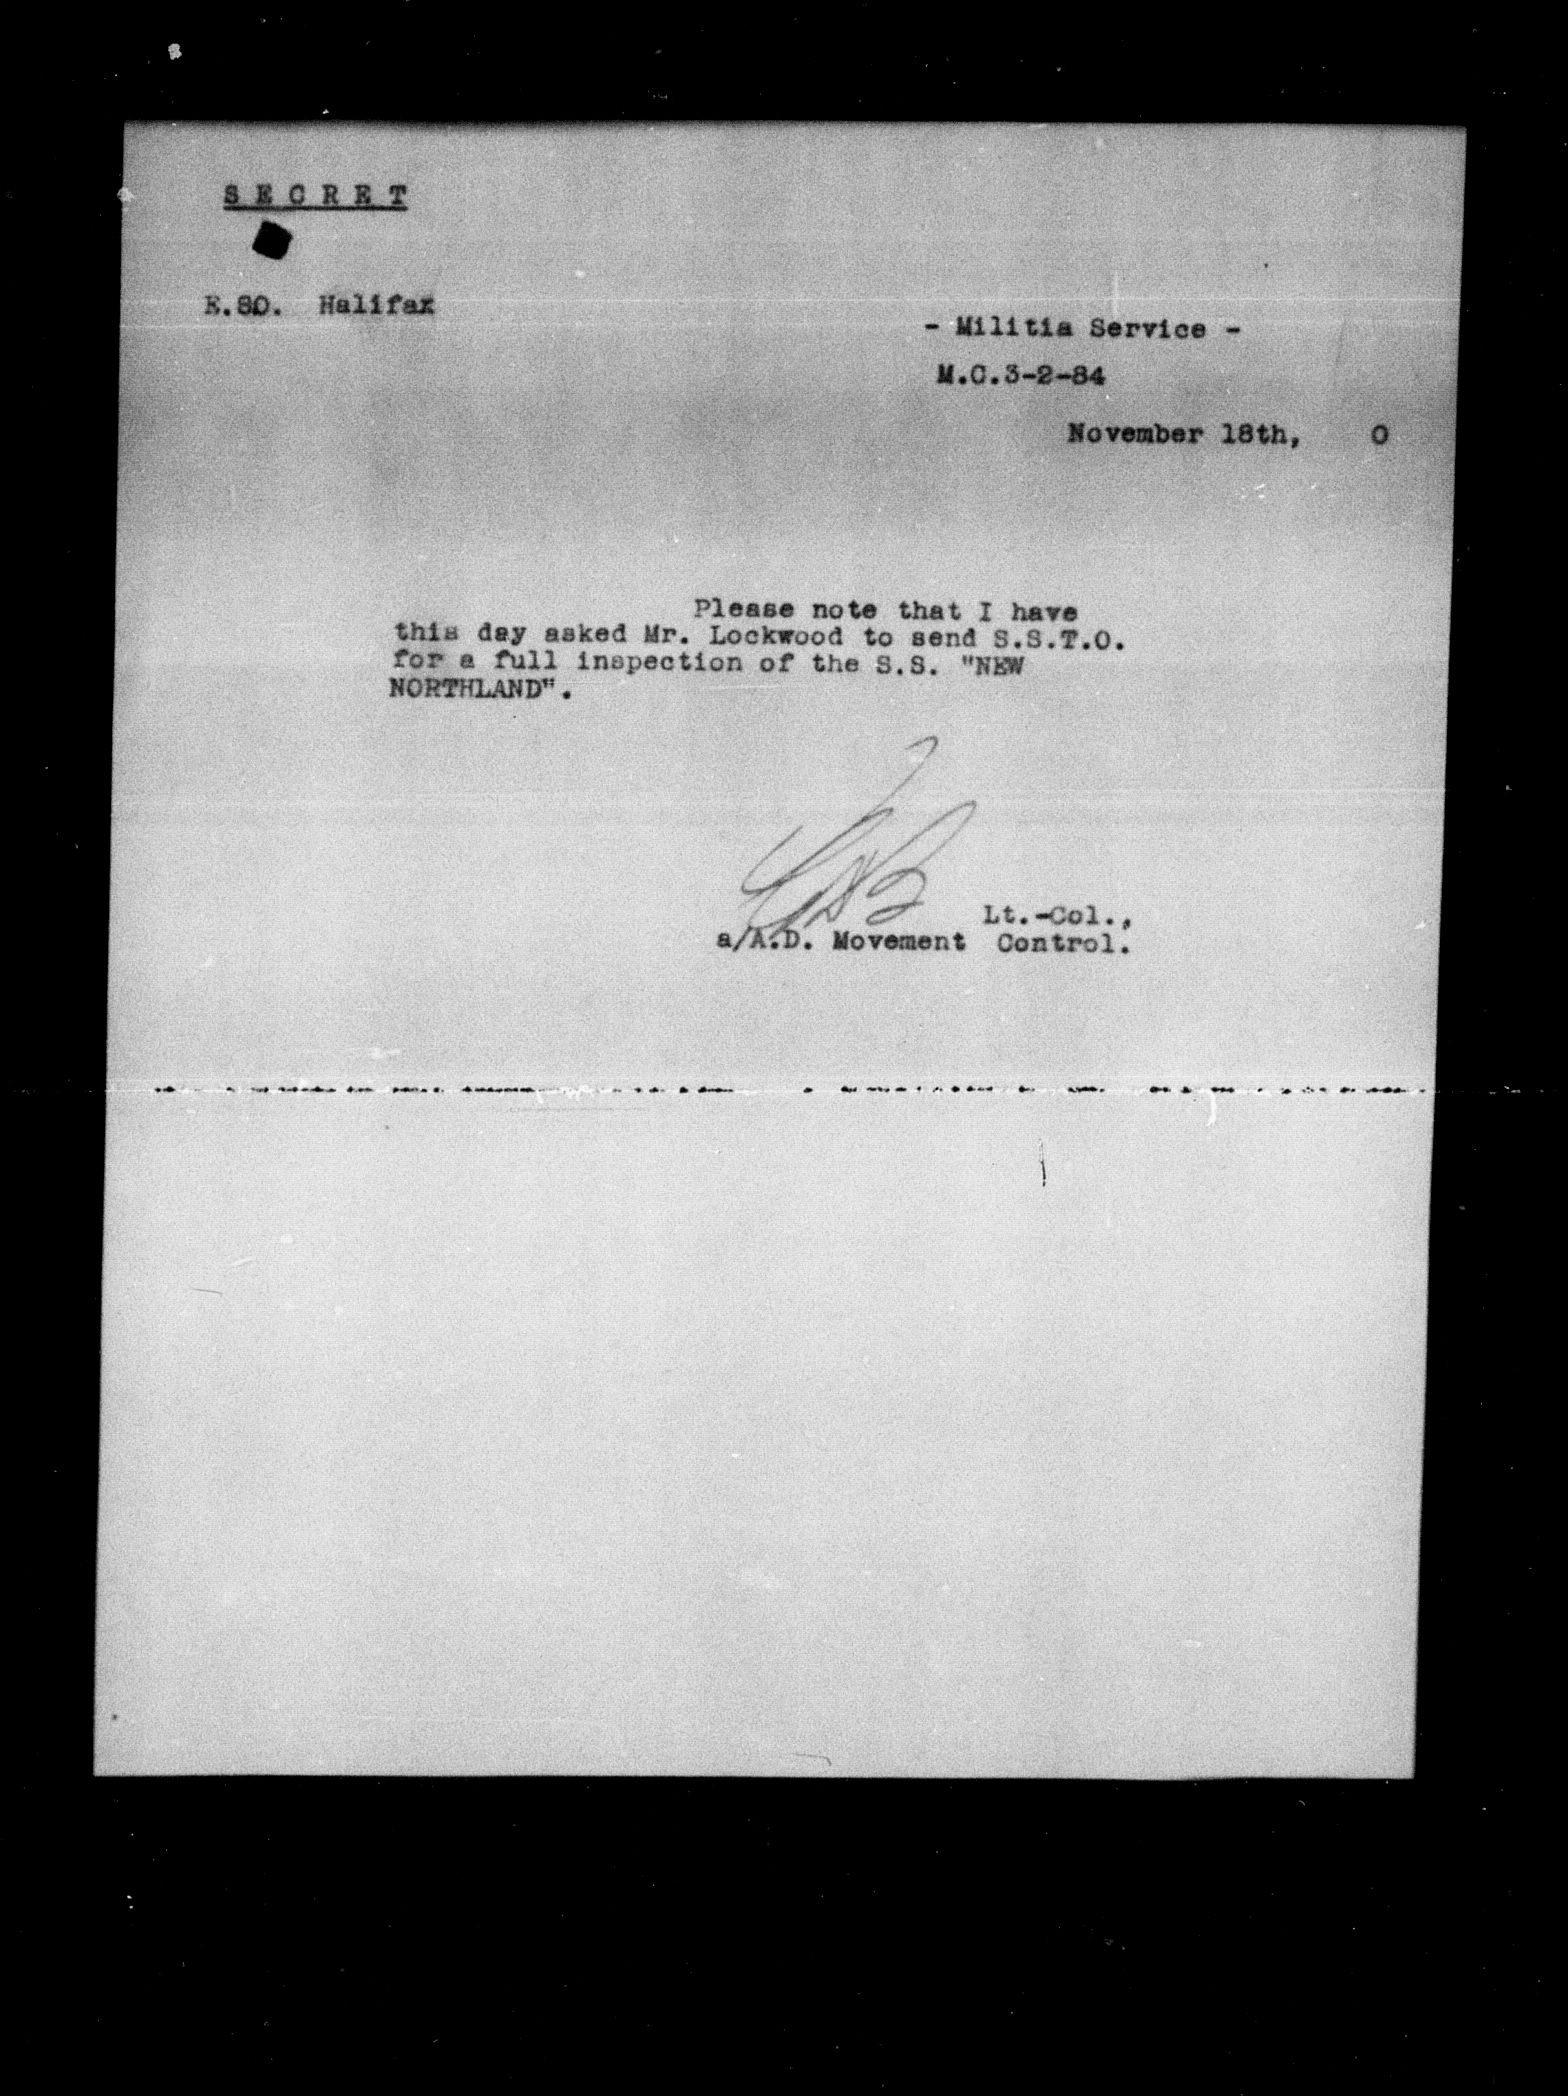 S E C R E T
E.SO. Halifax
- Militia Service -
M.C.3-2-84
November 18th, 0
Please note that I have
this day asked Mr. Lockwood to send S.S.T.O.
for a full inspection of the S.S. "NEW
NORTHLAND".
Lt.-Col.,
a/A.D. Movement Control.